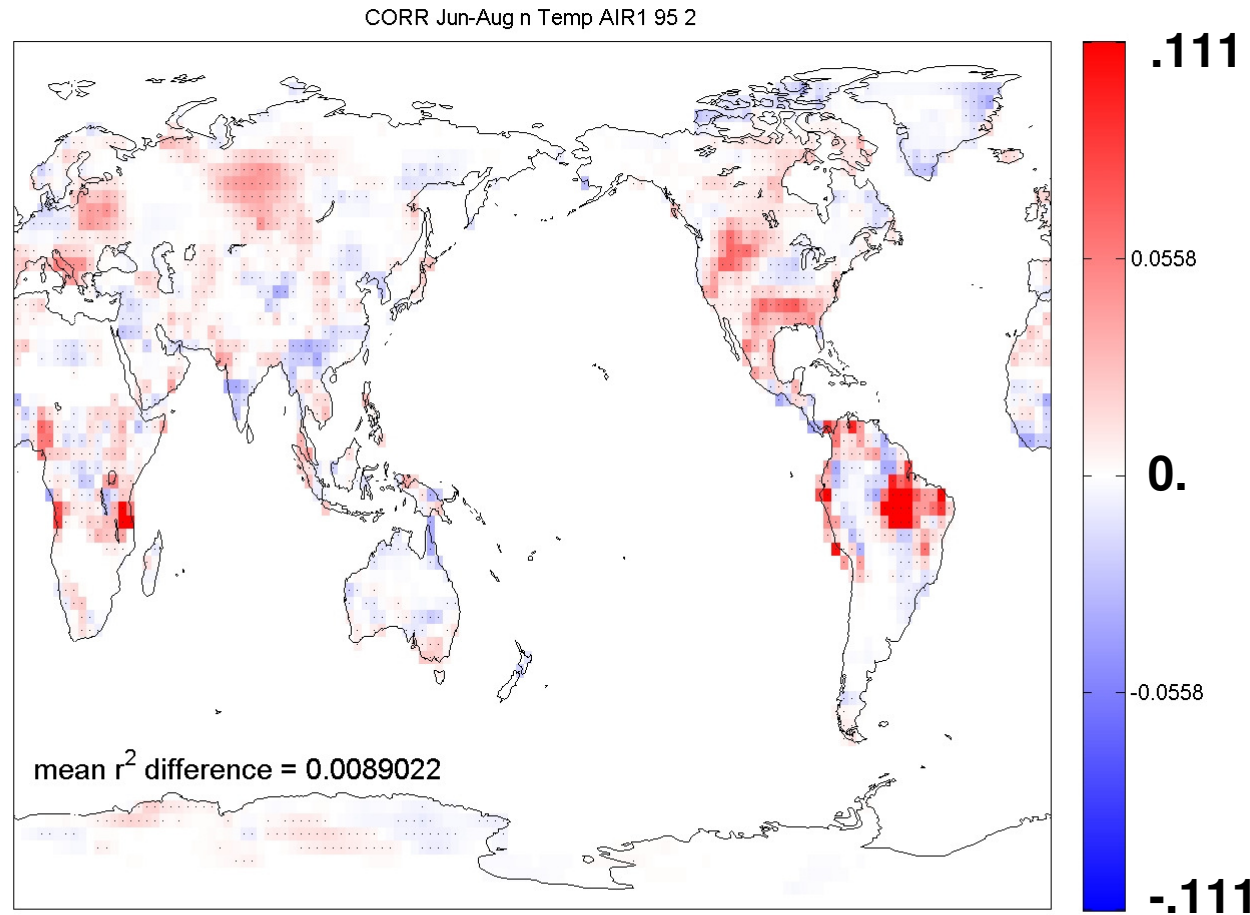 CORR Jun-Aug n Temp AIR1 95 2
.111
0.0558
0.
-0.0558
mean r² difference = 0.0089022
-.111